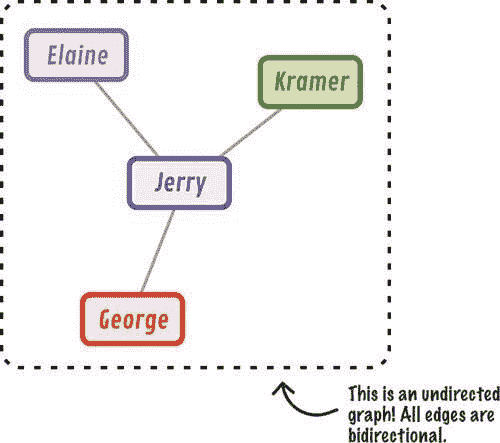 Elaine
Kramer
Jerry
George
This is an undirected
graph! All edges are
bidirectional.